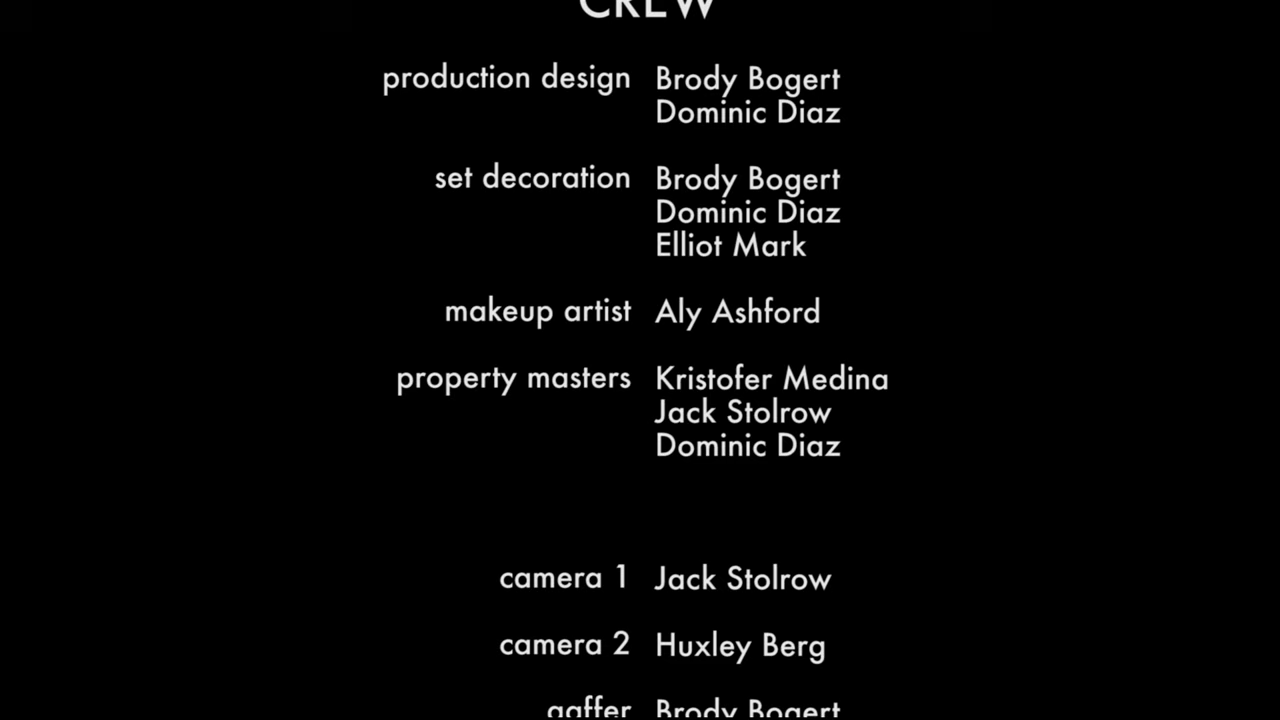 CREW
production design Brody Bogert
Dominic Diaz
set decoration Brody Bogert
Dominic Diaz
Elliot Mark
makeup artist Aly Ashford
property masters Kristofer Medina
Jack Stolrow
Dominic Diaz
camera 1 Jack Stolrow
camera 2 Huxley Berg
gaffer Brody Bogert